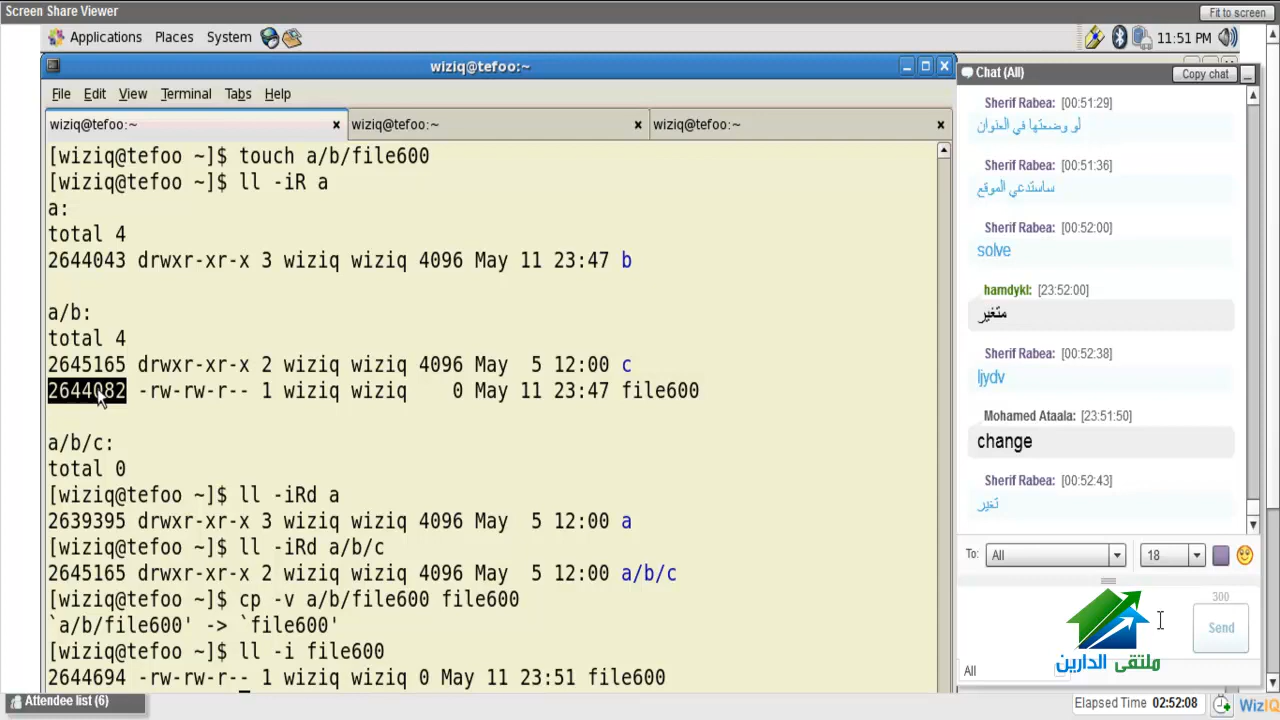 Screen Share Viewer
Fit to screen
Applications Places System
11:51 PM
wiziq@tefoo:~
File Edit View Terminal Tabs Help
wiziq@tefoo:~ wiziq@tefoo:~ wiziq@tefoo:~
[wiziq@tefoo ~]$ touch a/b/file600
[wiziq@tefoo ~]$ ll -iR a
a:
total 4
2644043 drwxr-xr-x 3 wiziq wiziq 4096 May 11 23:47 b
a/b:
total 4
2645165 drwxr-xr-x 2 wiziq wiziq 4096 May  5 12:00 c
2644082 -rw-rw-r-- 1 wiziq wiziq    0 May 11 23:47 file600
a/b/c:
total 0
[wiziq@tefoo ~]$ ll -iRd a
2639395 drwxr-xr-x 3 wiziq wiziq 4096 May  5 12:00 a
[wiziq@tefoo ~]$ ll -iRd a/b/c
2645165 drwxr-xr-x 2 wiziq wiziq 4096 May  5 12:00 a/b/c
[wiziq@tefoo ~]$ cp -v a/b/file600 file600
`a/b/file600' -> `file600'
[wiziq@tefoo ~]$ ll -i file600
2644694 -rw-rw-r-- 1 wiziq wiziq 0 May 11 23:51 file600
Chat (All)
Copy chat
Sherif Rabea: [00:51:29]
لو وضعتها في العنوان
Sherif Rabea: [00:51:36]
ساستدعي الموقع
Sherif Rabea: [00:52:00]
solve
hamdykl: [23:52:00]
متغير
Sherif Rabea: [00:52:38]
ljydv
Mohamed Ataala: [23:51:50]
change
Sherif Rabea: [00:52:43]
تغير
To: All 18
300
Send
ملتقى الدارين
All
Attendee list (6)
Elapsed Time 02:52:08
WizIQ